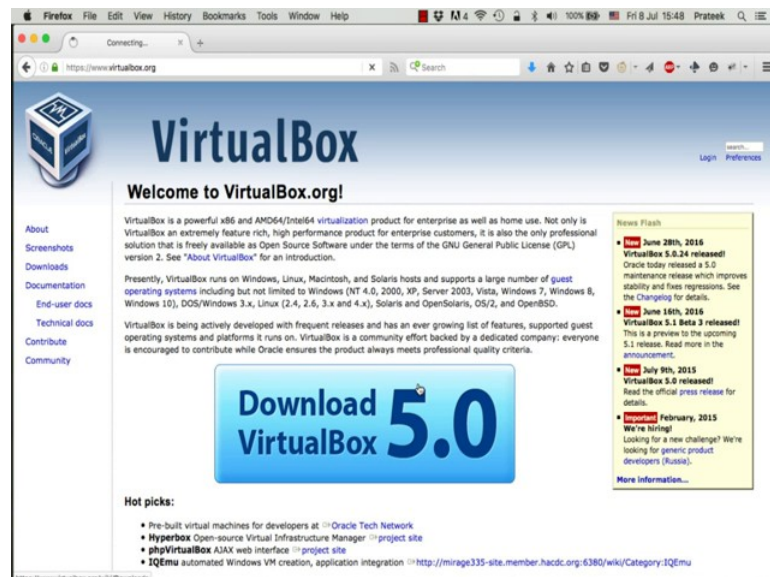 Firefox File Edit View History Bookmarks Tools Window Help 4 100% Fri 8 Jul 15:48 Prateek
Connecting...
https://www.virtualbox.org Search
VirtualBox
search...
Login Preferences
Welcome to VirtualBox.org!
VirtualBox is a powerful x86 and AMD64/Intel64 virtualization product for enterprise as well as home use. Not only is
VirtualBox an extremely feature rich, high performance product for enterprise customers, it is also the only professional
solution that is freely available as Open Source Software under the terms of the GNU General Public License (GPL)
version 2. See "About VirtualBox" for an introduction.
Presently, VirtualBox runs on Windows, Linux, Macintosh, and Solaris hosts and supports a large number of guest
operating systems including but not limited to Windows (NT 4.0, 2000, XP, Server 2003, Vista, Windows 7, Windows 8,
Windows 10), DOS/Windows 3.x, Linux (2.4, 2.6, 3.x and 4.x), Solaris and OpenSolaris, OS/2, and OpenBSD.
VirtualBox is being actively developed with frequent releases and has an ever growing list of features, supported guest
operating systems and platforms it runs on. VirtualBox is a community effort backed by a dedicated company: everyone
is encouraged to contribute while Oracle ensures the product always meets professional quality criteria.
About
Screenshots
Downloads
Documentation
End-user docs
Technical docs
Contribute
Community
Download
VirtualBox 5.0
Hot picks:
• Pre-built virtual machines for developers at Oracle Tech Network
• Hyperbox Open-source Virtual Infrastructure Manager project site
• phpVirtualBox AJAX web interface project site
• IQEmu automated Windows VM creation, application integration http://mirage335-site.member.hacdc.org:6380/wiki/Category:IQEmu
News Flash
• New June 28th, 2016
VirtualBox 5.0.24 released!
Oracle today released a 5.0
maintenance release which improves
stability and fixes regressions. See
the Changelog for details.
• New June 16th, 2016
VirtualBox 5.1 Beta 3 released!
This is a preview to the upcoming
5.1 release. Read more in the
announcement.
• New July 9th, 2015
VirtualBox 5.0 released!
Read the official press release for
details.
• Important February, 2015
We're hiring!
Looking for a new challenge? We're
looking for generic product
developers (Russia).
More information...